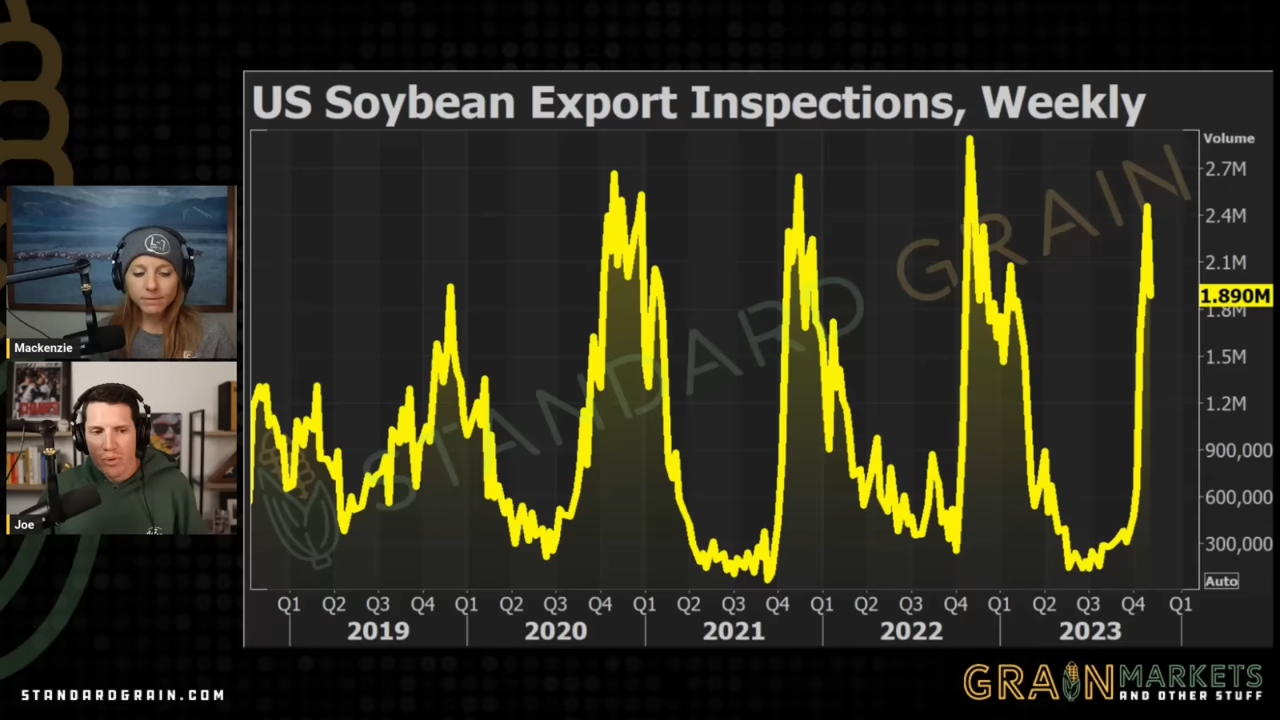 US Soybean Export Inspections, Weekly
Volume
2.7M
2.4M
2.1M
1.890M
1.8M
1.5M
1.2M
900,000
600,000
300,000
Auto
Q1 Q2 Q3 Q4 Q1 Q2 Q3 Q4 Q1 Q2 Q3 Q4 Q1 Q2 Q3 Q4 Q1 Q2 Q3 Q4 Q1
2019 2020 2021 2022 2023
STANDARD GRAIN
L-7
Mackenzie
Joe
STANDARDGRAIN.COM
GRAIN MARKETS
AND OTHER STUFF